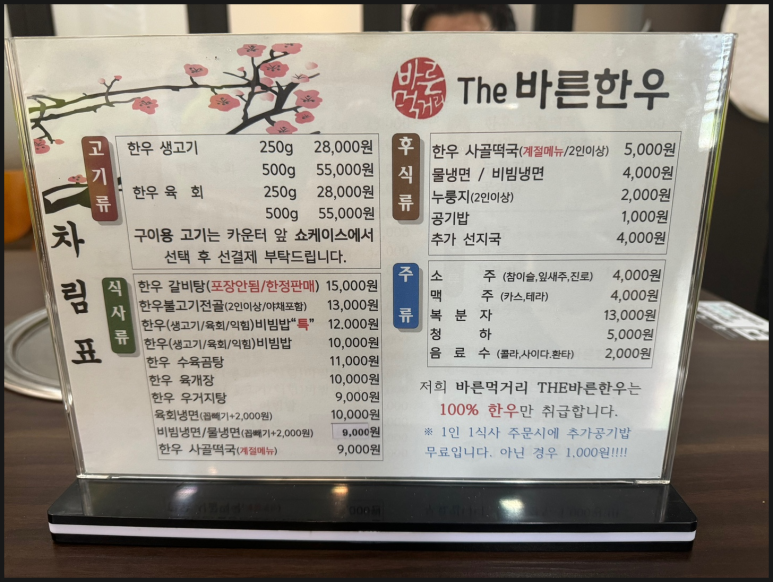 바른
먹거리
The 바른한우
차림표
고기류
한우 생고기 250g 28,000원
500g 55,000원
한우 육 회 250g 28,000원
500g 55,000원
구이용 고기는 카운터 앞 쇼케이스에서
선택 후 선결제 부탁드립니다.
식사류
한우 갈비탕(포장안됨/한정판매) 15,000원
한우불고기전골(2인이상/야채포함) 13,000원
한우(생고기/육회/익힘)비빔밥"특" 12.000원
한우(생고기/육회/익힘)비빔밥 10,000원
한우 수육곰탕 11,000원
한우 육개장 10,000원
한우 우거지탕 9,000원
육회냉면(곱빼기+2,000원) 10,000원
비빔냉면/물냉면(곱빼기+2,000원) 9,000원
한우 사골떡국(계절메뉴) 9,000원
후식류
한우 사골떡국(계절메뉴/2인이상) 5,000원
물냉면 / 비빔냉면 4,000원
누룽지(2인이상) 2,000원
공기밥 1,000원
추가 선지국 4,000원
주류
소 주 (참이슬,잎새주,진로) 4,000원
맥 주 (카스,테라) 4,000원
복 분 자 13,000원
청 하 5,000원
음 료 수 (콜라,사이다.환타) 2,000원
저희 바른먹거리 THE바른한우는
100% 한우만 취급합니다.
※ 1인 1식사 주문시에 추가공기밥
무료입니다. 아닌 경우 1,000원!!!!